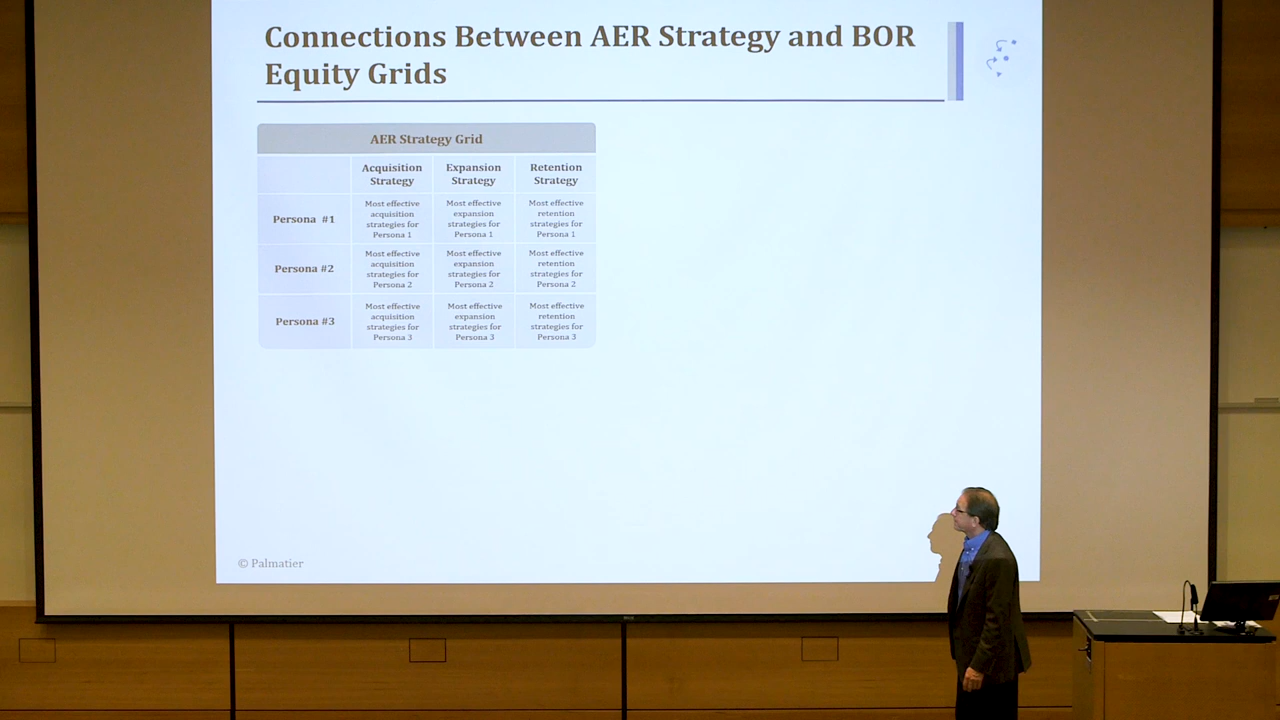 Connections Between AER Strategy and BOR
Equity Grids
AER Strategy Grid
Acquisition
Strategy
Expansion
Strategy
Retention
Strategy
Persona #1
Most effective
acquisition
strategies for
Persona 1
Most effective
expansion
strategies for
Persona 1
Most effective
retention
strategies for
Persona 1
Persona #2
Most effective
acquisition
strategies for
Persona 2
Most effective
expansion
strategies for
Persona 2
Most effective
retention
strategies for
Persona 2
Persona #3
Most effective
acquisition
strategies for
Persona 3
Most effective
expansion
strategies for
Persona 3
Most effective
retention
strategies for
Persona 3
© Palmatier